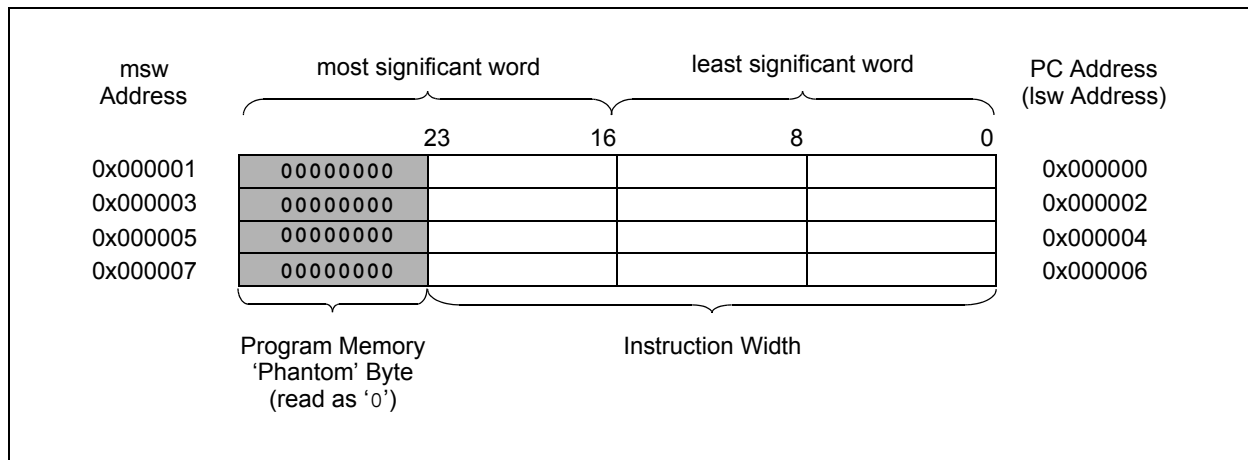 msw
Address
most significant word
least significant word
PC Address
(lsw Address)
23
16
8
0
0x000001
00000000
0x000000
0x000003
00000000
0x000002
0x000005
00000000
0x000004
0x000007
00000000
0x000006
Program Memory
‘Phantom’ Byte
(read as ‘0’)
Instruction Width